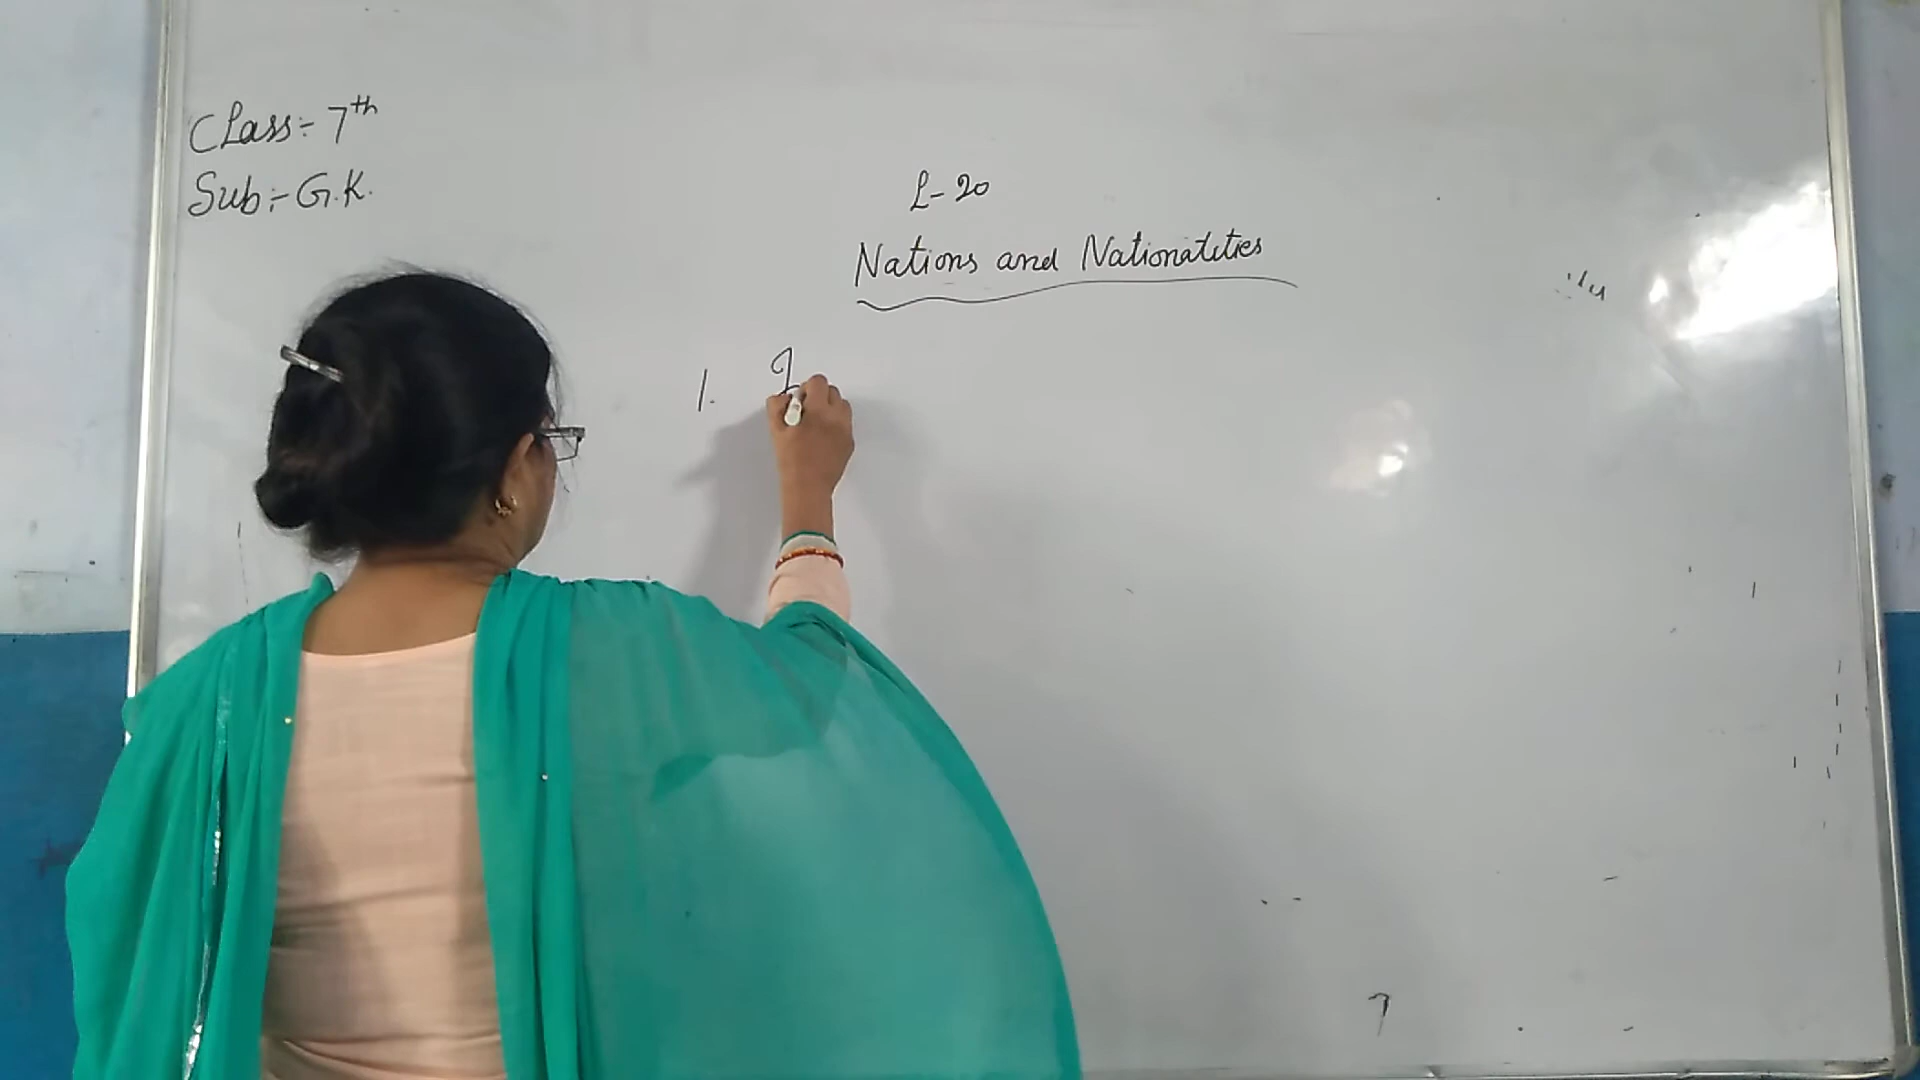 Class:- 7th
Sub:- G.K.
L-20
Nations and Nationalities
1. I